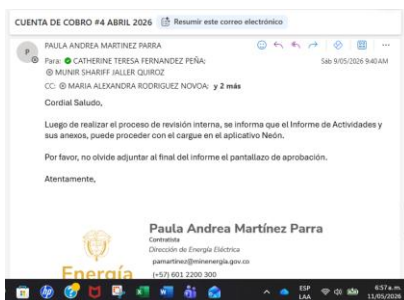 CUENTA DE COBRO #4 ABRIL 2026 Resumir este correo electrónico
PAULA ANDREA MARTINEZ PARRA
P
Para: CATHERINE TERESA FERNANDEZ PEÑA;
MUNIR SHARIFF JALLER QUIROZ
CC: MARIA ALEXANDRA RODRIGUEZ NOVOA; y 2 más
Sáb 9/05/2026 9:40 AM
Cordial Saludo,
Luego de realizar el proceso de revisión interna, se informa que el Informe de Actividades y
sus anexos, puede proceder con el cargue en el aplicativo Neón.
Por favor, no olvide adjuntar al final del informe el pantallazo de aprobación.
Atentamente,
Paula Andrea Martínez Parra
Contratista
Dirección de Energía Eléctrica
pamartinez@minenergia.gov.co
(+57) 601 2200 300
Energía
ESP
LAA
6:57 a.m.
11/05/2026